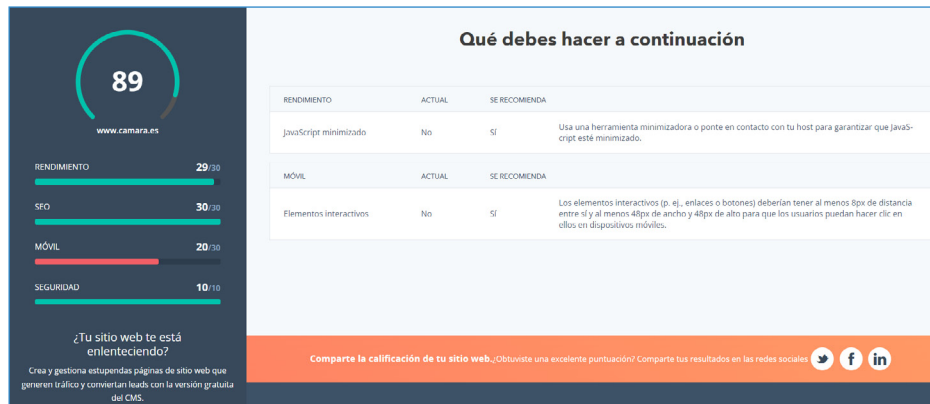 89
www.camara.es
RENDIMIENTO 29/30
SEO 30/30
MÓVIL 20/30
SEGURIDAD 10/10
¿Tu sitio web te está
enlenteciendo?
Crea y gestiona estupendas páginas de sitio web que
generen tráfico y conviertan leads con la versión gratuita
del CMS.
Qué debes hacer a continuación
RENDIMIENTO ACTUAL SE RECOMIENDA
JavaScript minimizado No Sí Usa una herramienta minimizadora o ponte en contacto con tu host para garantizar que JavaS-
cript esté minimizado.
MÓVIL ACTUAL SE RECOMIENDA
Elementos interactivos No Sí Los elementos interactivos (p. ej., enlaces o botones) deberían tener al menos 8px de distancia
entre sí y al menos 48px de ancho y 48px de alto para que los usuarios puedan hacer clic en
ellos en dispositivos móviles.
Comparte la calificación de tu sitio web.¿Obtuviste una excelente puntuación? Comparte tus resultados en las redes sociales